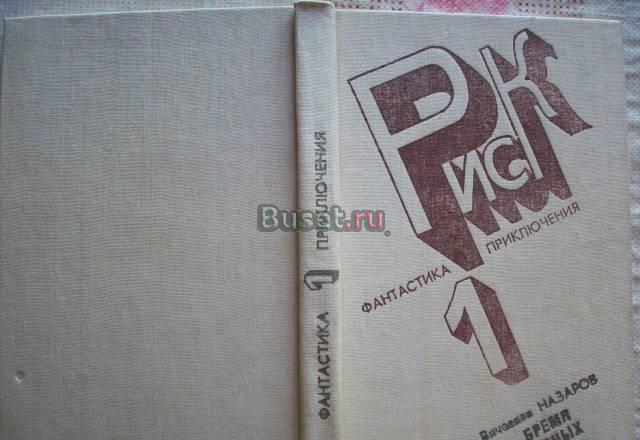 ФАНТАСТИКА 1 ПРИКЛЮЧЕНИЯ
РиСК
ФАНТАСТИКА ПРИКЛЮЧЕНИЯ
1
Вячеслав НАЗАРОВ
БРЕМЯ
Buset.ru